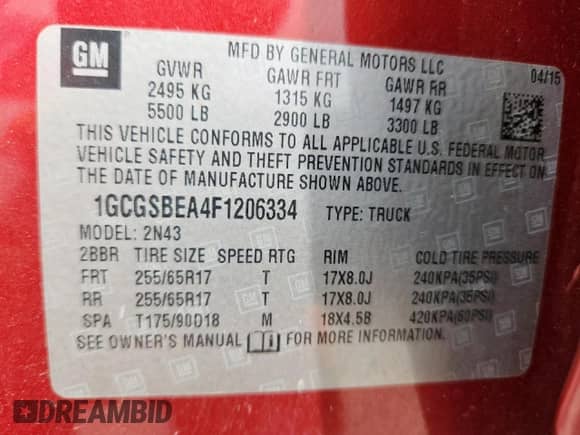 GM
MFD BY GENERAL MOTORS LLC
04/15
GVWR GAWR FRT GAWR RR
2495 KG 1315 KG 1497 KG
5500 LB 2900 LB 3300 LB
THIS VEHICLE CONFORMS TO ALL APPLICABLE U.S. FEDERAL MOTOR
VEHICLE SAFETY AND THEFT PREVENTION STANDARDS IN EFFECT ON
THE DATE OF MANUFACTURE SHOWN ABOVE.
1GCGSBEA4F1206334 TYPE: TRUCK
MODEL: 2N43
2BBR TIRE SIZE SPEED RTG RIM COLD TIRE PRESSURE
FRT 255/65R17 T 17X8.0J 240KPA(35PSI)
RR 255/65R17 T 17X8.0J 240KPA(35PSI)
SPA T175/90D18 M 18X4.5B 420KPA(60PSI)
SEE OWNER'S MANUAL FOR MORE INFORMATION
DREAMBID